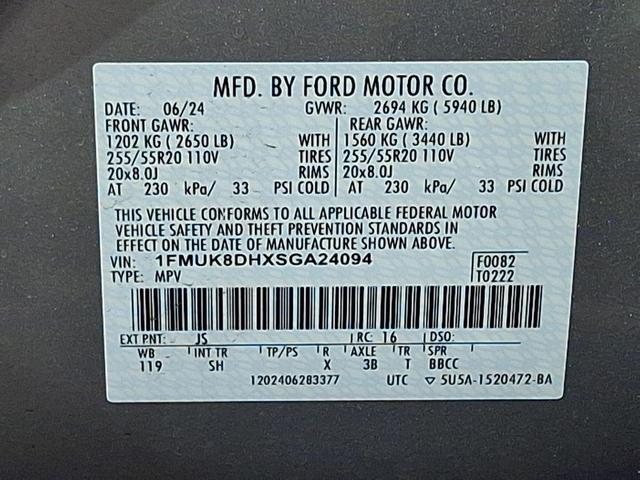 MFD. BY FORD MOTOR CO.
DATE: 06/24 GVWR: 2694 KG ( 5940 LB)
FRONT GAWR: REAR GAWR:
1202 KG ( 2650 LB) WITH 1560 KG ( 3440 LB) WITH
255/55R20 110V TIRES 255/55R20 110V TIRES
20x8.0J RIMS 20x8.0J RIMS
AT 230 kPa/ 33 PSI COLD AT 230 kPa/ 33 PSI COLD
THIS VEHICLE CONFORMS TO ALL APPLICABLE FEDERAL MOTOR
VEHICLE SAFETY AND THEFT PREVENTION STANDARDS IN
EFFECT ON THE DATE OF MANUFACTURE SHOWN ABOVE.
VIN: 1FMUK8DHXSGA24094 F0082
TYPE: MPV T0222
EXT PNT: JS RC: 16 DSO:
WB INT TR TP/PS R AXLE TR SPR
119 SH X 3B T BBCC
1202406283377 UTC ▽ 5U5A-1520472-BA